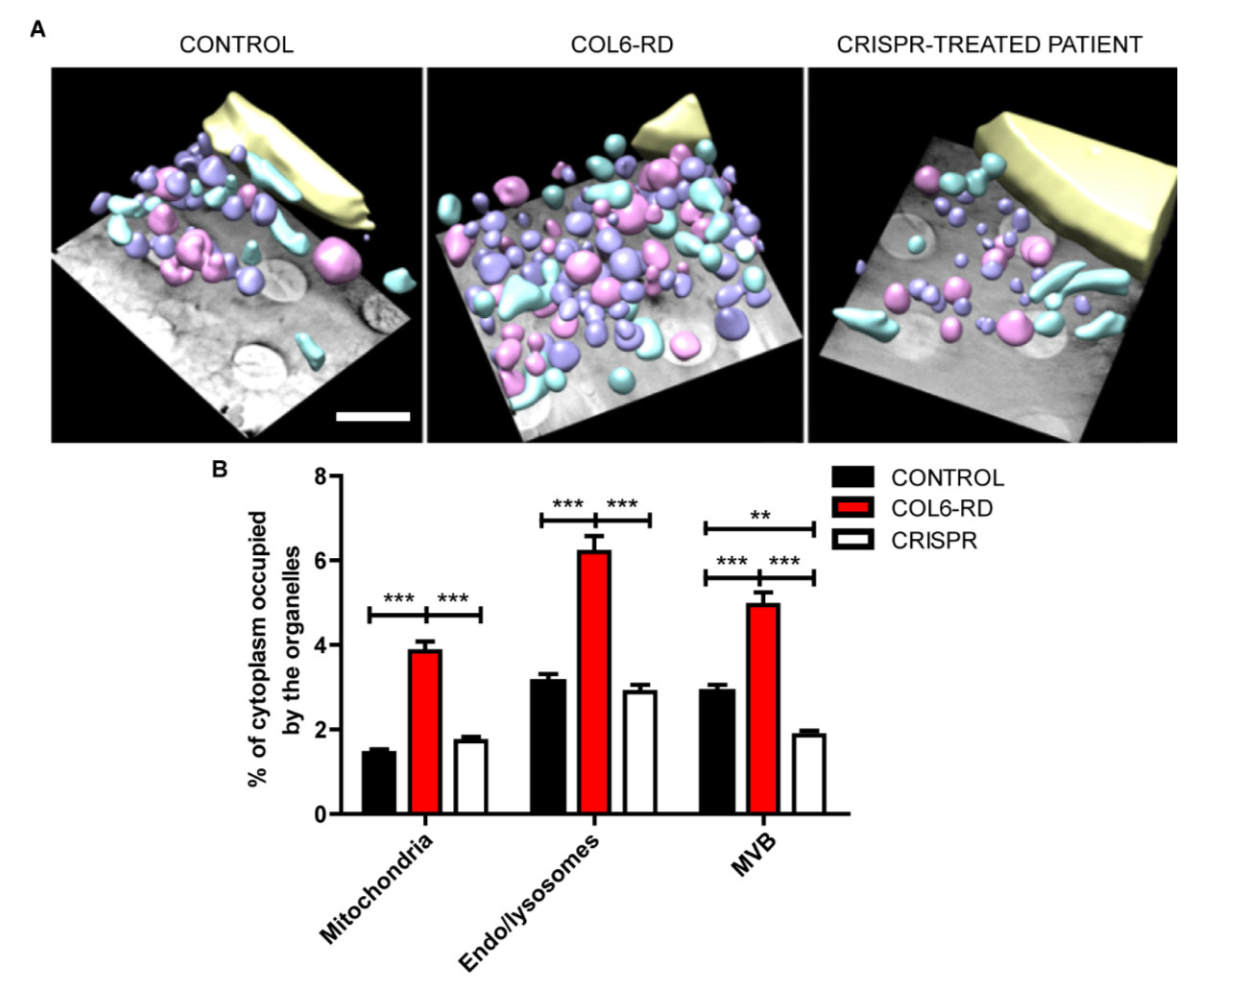 A
CONTROL
COL6-RD
CRISPR-TREATED PATIENT
B
% of cytoplasm occupied
by the organelles
8
6
4
2
0
***
***
***
***
**
***
***
CONTROL
COL6-RD
CRISPR
Mitochondria
Endo/lysosomes
MVB